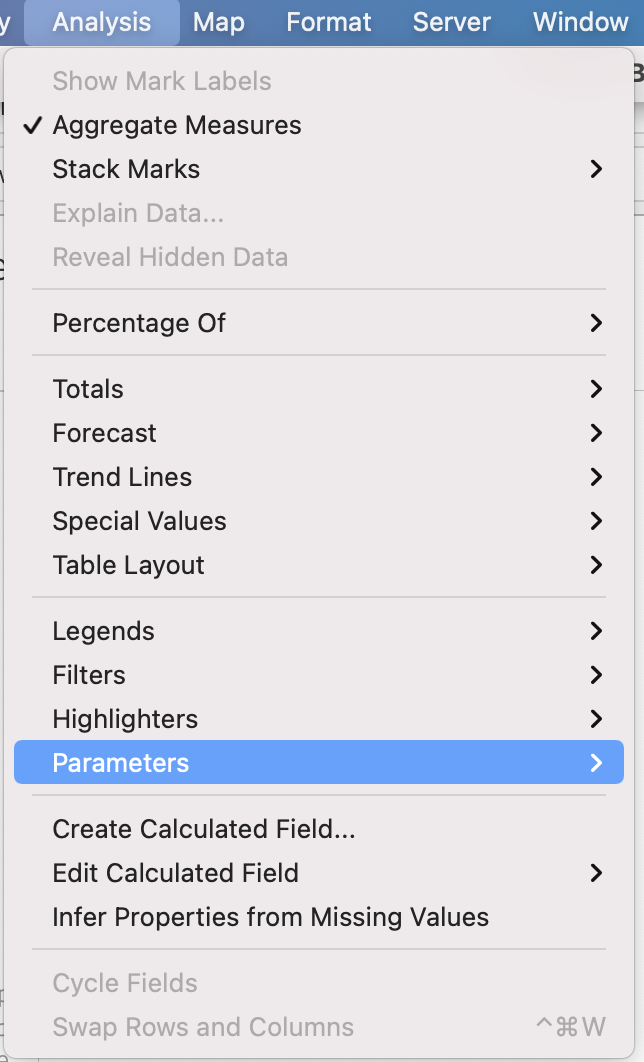 Analysis Map Format Server Window
Show Mark Labels
✓ Aggregate Measures
Stack Marks
Explain Data...
Reveal Hidden Data
Percentage Of
Totals
Forecast
Trend Lines
Special Values
Table Layout
Legends
Filters
Highlighters
Parameters
Create Calculated Field...
Edit Calculated Field
Infer Properties from Missing Values
Cycle Fields
Swap Rows and Columns ^⌘W